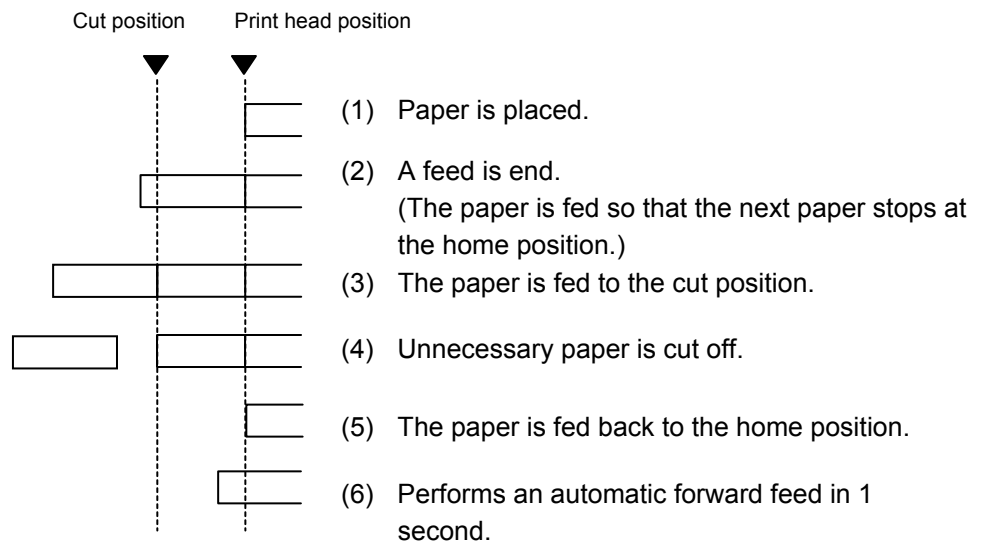 Cut position Print head position
(1) Paper is placed.
(2) A feed is end.
(The paper is fed so that the next paper stops at
the home position.)
(3) The paper is fed to the cut position.
(4) Unnecessary paper is cut off.
(5) The paper is fed back to the home position.
(6) Performs an automatic forward feed in 1
second.